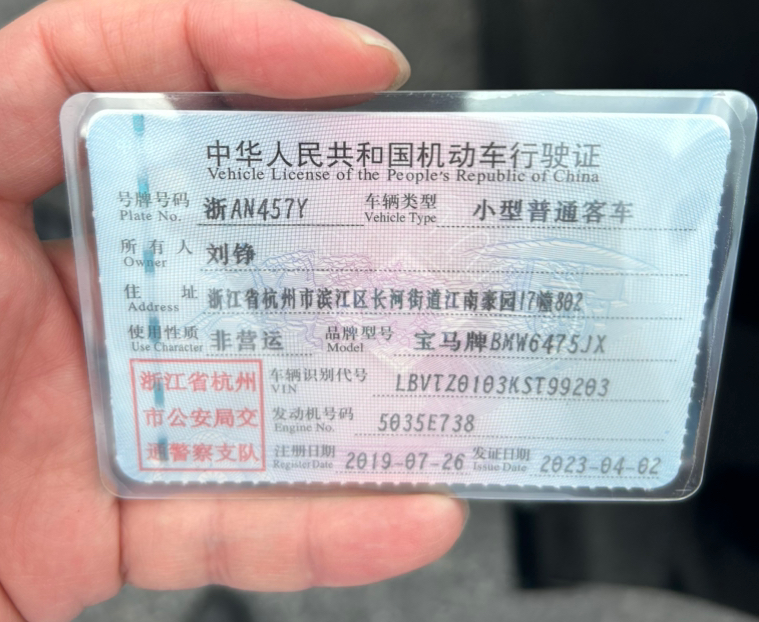 中华人民共和国机动车行驶证
Vehicle License of the People's Republic of China
号牌号码 浙AN457Y 车辆类型 小型普通客车
Plate No. Vehicle Type
所有人 刘铮
Owner
住址 浙江省杭州市滨江区长河街道江南豪园17幢802
Address
使用性质 非营运 品牌型号 宝马牌BMW6475JX
Use Character Model
浙江省杭州 车辆识别代号 LBVTZ0103KST99203
VIN
市公安局交 发动机号码 5035E738
Engine No.
通警察支队 注册日期 2019-07-26 发证日期 2023-04-02
Register Date Issue Date